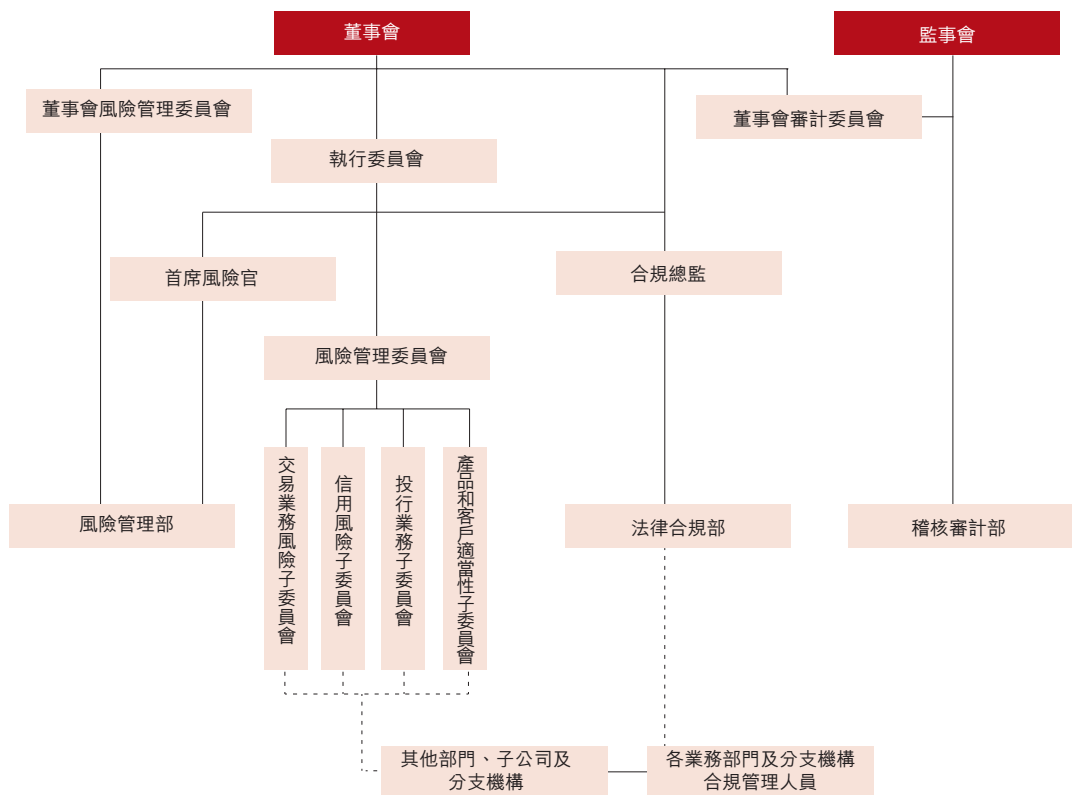 董事會
監事會
董事會風險管理委員會
董事會審計委員會
執行委員會
首席風險官
合規總監
風險管理委員會
交易業務風險子委員會
信用風險子委員會
投行業務子委員會
產品和客戶適當性子委員會
風險管理部
法律合規部
稽核審計部
其他部門、子公司及
分支機構
各業務部門及分支機構
合規管理人員